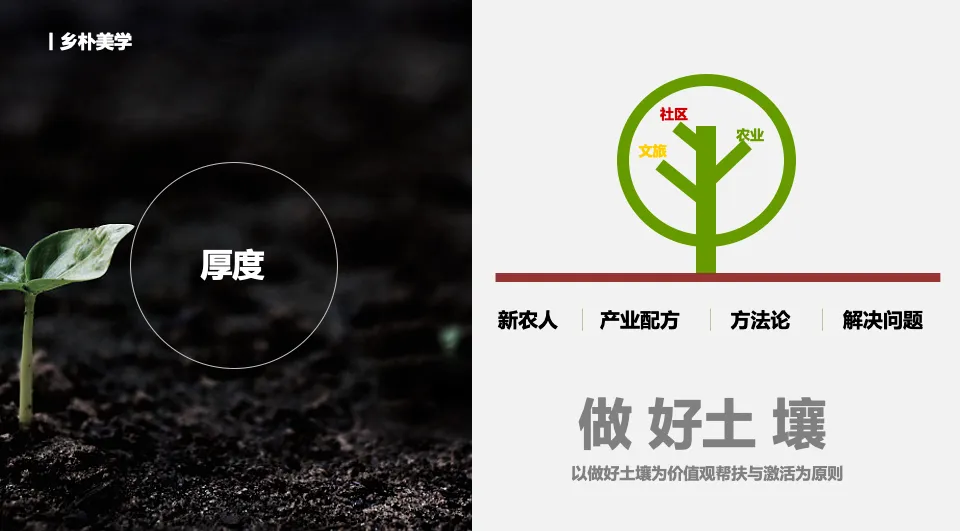 丨乡朴美学
厚度
社区
农业
文旅
新农人 产业配方 方法论 解决问题
做 好土 壤
以做好土壤为价值观帮扶与激活为原则